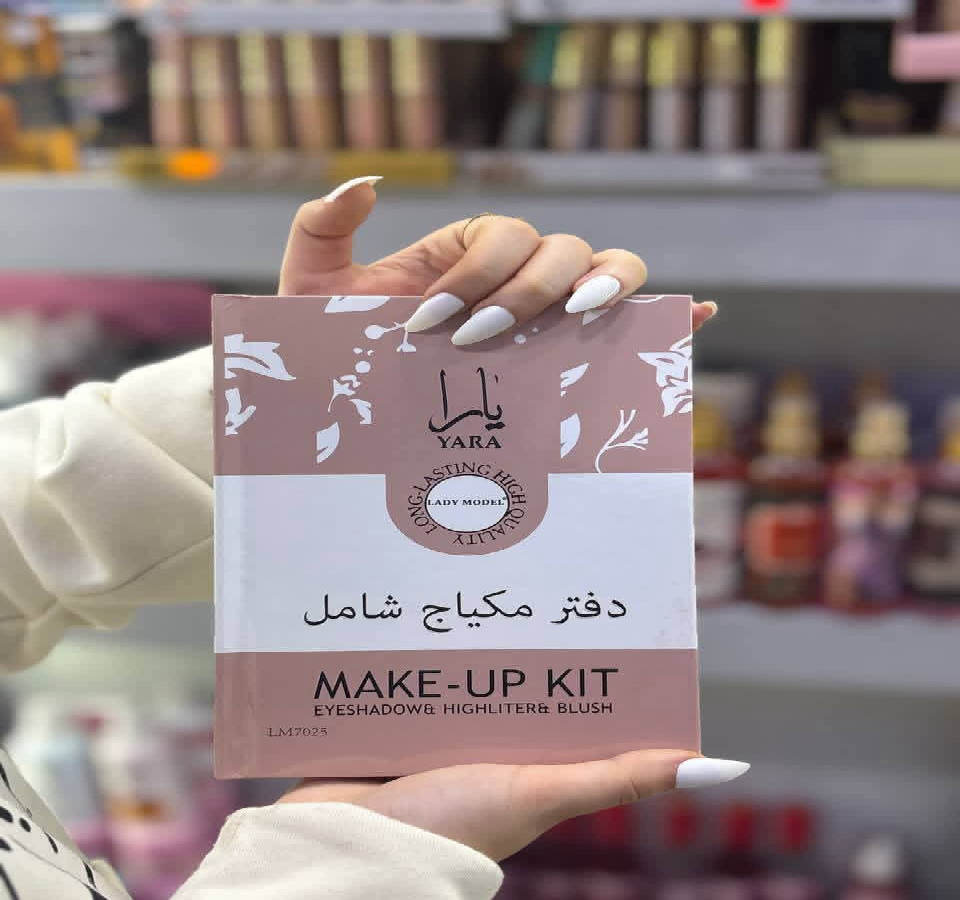 يارا
YARA
LONG-LASTING HIGH QUALITY
LADY MODEL
دفتر مكياج شامل
MAKE-UP KIT
EYESHADOW& HIGHLITER& BLUSH
LM7025